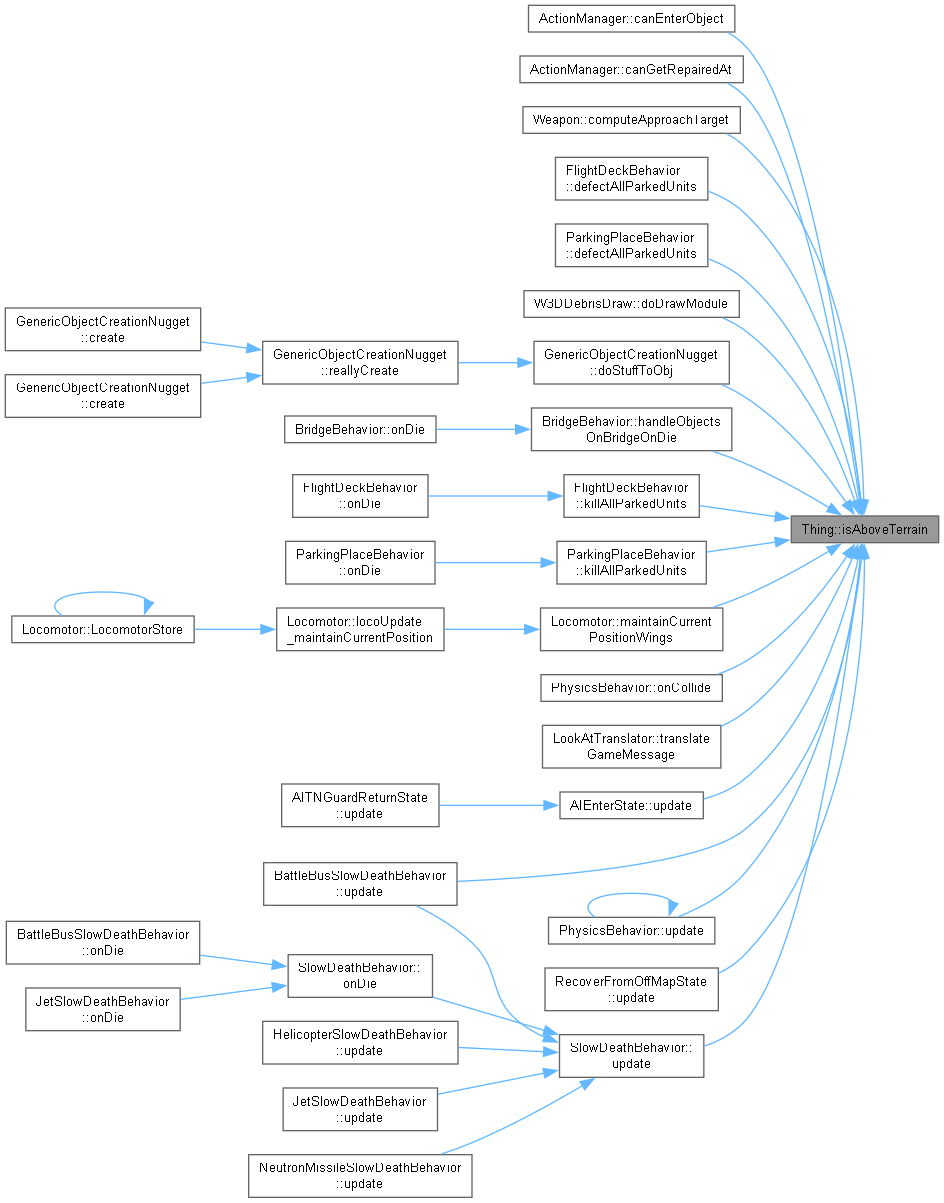 ActionManager::canEnterObject
ActionManager::canGetRepairedAt
Weapon::computeApproachTarget
FlightDeckBehavior
::defectAllParkedUnits
ParkingPlaceBehavior
::defectAllParkedUnits
W3DDebrisDraw::doDrawModule
GenericObjectCreationNugget
::create
GenericObjectCreationNugget
::reallyCreate
GenericObjectCreationNugget
::doStuffToObj
GenericObjectCreationNugget
::create
BridgeBehavior::onDie
BridgeBehavior::handleObjects
OnBridgeOnDie
FlightDeckBehavior
::onDie
FlightDeckBehavior
::killAllParkedUnits
Thing::isAboveTerrain
ParkingPlaceBehavior
::onDie
ParkingPlaceBehavior
::killAllParkedUnits
Locomotor::LocomotorStore
Locomotor::locoUpdate
_maintainCurrentPosition
Locomotor::maintainCurrent
PositionWings
PhysicsBehavior::onCollide
LookAtTranslator::translate
GameMessage
AITNGuardReturnState
::update
AIEnterState::update
BattleBusSlowDeathBehavior
::update
PhysicsBehavior::update
BattleBusSlowDeathBehavior
::onDie
SlowDeathBehavior::
onDie
RecoverFromOffMapState
::update
JetSlowDeathBehavior
::onDie
HelicopterSlowDeathBehavior
::update
SlowDeathBehavior::
update
JetSlowDeathBehavior
::update
NeutronMissileSlowDeathBehavior
::update